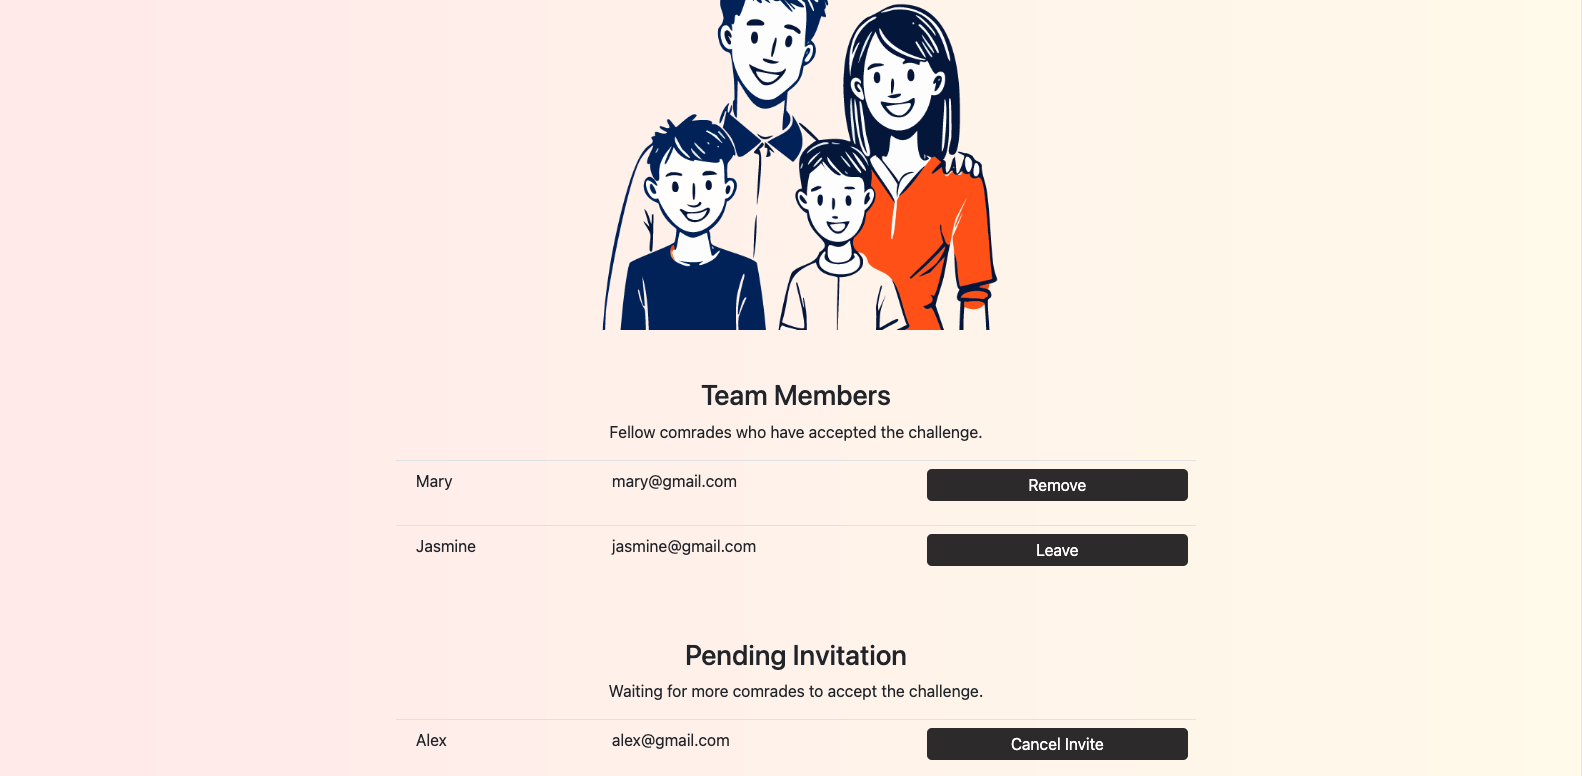 Team Members
Fellow comrades who have accepted the challenge.
Mary mary@gmail.com Remove
Jasmine jasmine@gmail.com Leave
Pending Invitation
Waiting for more comrades to accept the challenge.
Alex alex@gmail.com Cancel Invite